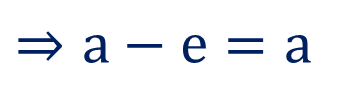 ⇒ a − e = a